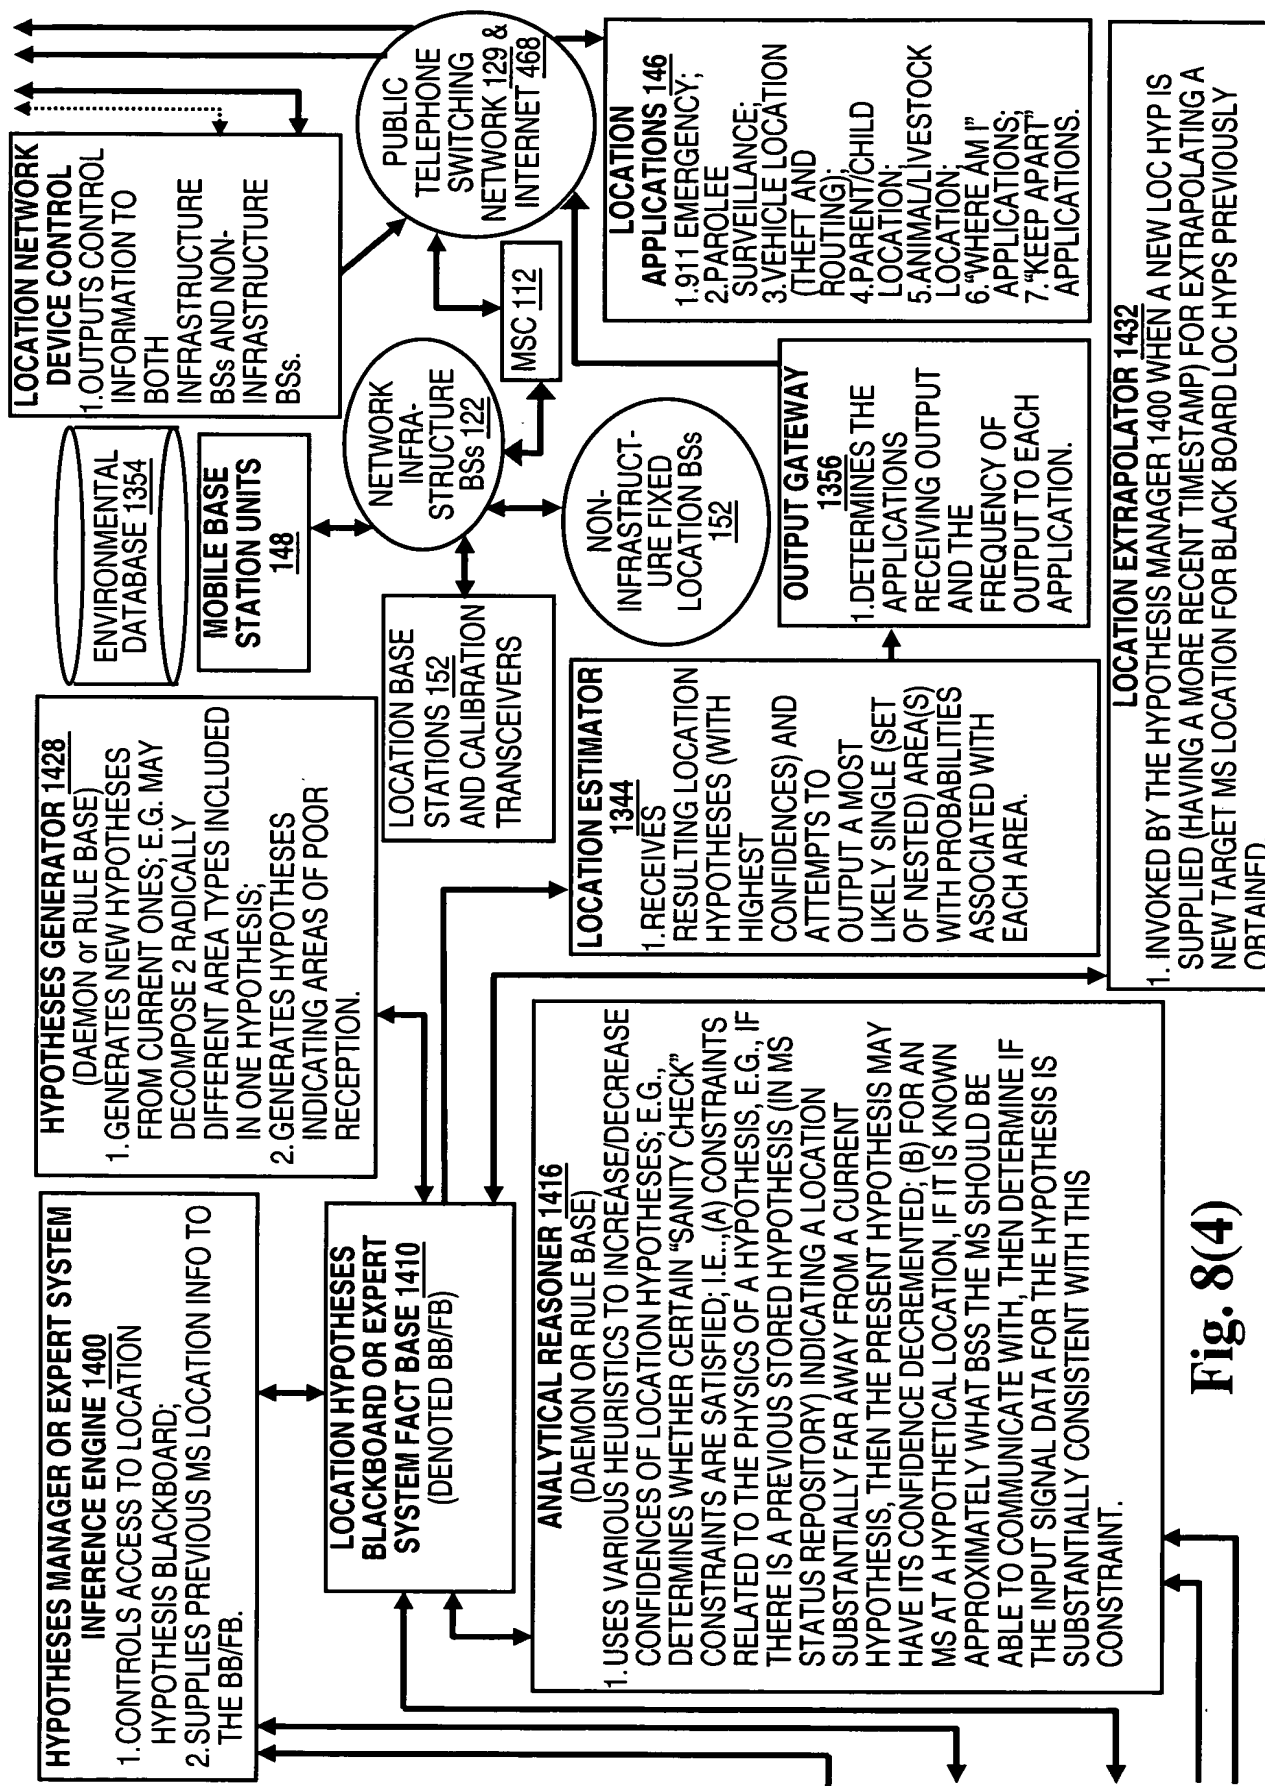 HYPOTHESES MANAGER OR EXPERT SYSTEM
INFERENCE ENGINE 1400
1. CONTROLS ACCESS TO LOCATION
HYPOTHESIS BLACKBOARD;
2. SUPPLIES PREVIOUS MS LOCATION INFO TO
THE BB/FB.
HYPOTHESES GENERATOR 1428
(DAEMON or RULE BASE)
1. GENERATES NEW HYPOTHESES
FROM CURRENT ONES; E.G. MAY
DECOMPOSE 2 RADICALLY
DIFFERENT AREA TYPES INCLUDED
IN ONE HYPOTHESIS;
2. GENERATES HYPOTHESES
INDICATING AREAS OF POOR
RECEPTION.
ENVIRONMENTAL
DATABASE 1354
MOBILE BASE
STATION UNITS
148
LOCATION NETWORK
DEVICE CONTROL
1. OUTPUTS CONTROL
INFORMATION TO
BOTH
INFRASTRUCTURE
BSs AND NON-
INFRASTRUCTURE
BSs.
LOCATION HYPOTHESES
BLACKBOARD OR EXPERT
SYSTEM FACT BASE 1410
(DENOTED BB/FB)
LOCATION BASE
STATIONS 152
AND CALIBRATION
TRANSCEIVERS
NETWORK
INFRA-
STRUCTURE
BSs 122
MSC 112
PUBLIC
TELEPHONE
SWITCHING
NETWORK 129 &
INTERNET 468
NON-
INFRASTRUCT-
URE FIXED
LOCATION BSs
152
ANALYTICAL REASONER 1416
(DAEMON OR RULE BASE)
1. USES VARIOUS HEURISTICS TO INCREASE/DECREASE
CONFIDENCES OF LOCATION HYPOTHESES; E.G.,
DETERMINES WHETHER CERTAIN "SANITY CHECK"
CONSTRAINTS ARE SATISFIED; I.E..,(A) CONSTRAINTS
RELATED TO THE PHYSICS OF A HYPOTHESIS, E.G., IF
THERE IS A PREVIOUS STORED HYPOTHESIS (IN MS
STATUS REPOSITORY) INDICATING A LOCATION
SUBSTANTIALLY FAR AWAY FROM A CURRENT
HYPOTHESIS, THEN THE PRESENT HYPOTHESIS MAY
HAVE ITS CONFIDENCE DECREMENTED; (B) FOR AN
MS AT A HYPOTHETICAL LOCATION, IF IT IS KNOWN
APPROXIMATELY WHAT BSS THE MS SHOULD BE
ABLE TO COMMUNICATE WITH, THEN DETERMINE IF
THE INPUT SIGNAL DATA FOR THE HYPOTHESIS IS
SUBSTANTIALLY CONSISTENT WITH THIS
CONSTRAINT.
LOCATION ESTIMATOR
1344
1. RECEIVES
RESULTING LOCATION
HYPOTHESES (WITH
HIGHEST
CONFIDENCES) AND
ATTEMPTS TO
OUTPUT A MOST
LIKELY SINGLE (SET
OF NESTED) AREA(S)
WITH PROBABILITIES
ASSOCIATED WITH
EACH AREA.
OUTPUT GATEWAY
1356
1. DETERMINES THE
APPLICATIONS
RECEIVING OUTPUT
AND THE
FREQUENCY OF
OUTPUT TO EACH
APPLICATION.
LOCATION
APPLICATIONS 146
1. 911 EMERGENCY;
2. PAROLEE
SURVEILLANCE;
3. VEHICLE LOCATION
(THEFT AND
ROUTING);
4. PARENT/CHILD
LOCATION;
5. ANIMAL/LIVESTOCK
LOCATION;
6. "WHERE AM I"
APPLICATIONS;
7. "KEEP APART"
APPLICATIONS.
LOCATION EXTRAPOLATOR 1432
1. INVOKED BY THE HYPOTHESIS MANAGER 1400 WHEN A NEW LOC HYP IS
SUPPLIED (HAVING A MORE RECENT TIMESTAMP) FOR EXTRAPOLATING A
NEW TARGET MS LOCATION FOR BLACK BOARD LOC HYPS PREVIOUSLY
OBTAINED
Fig. 8(4)